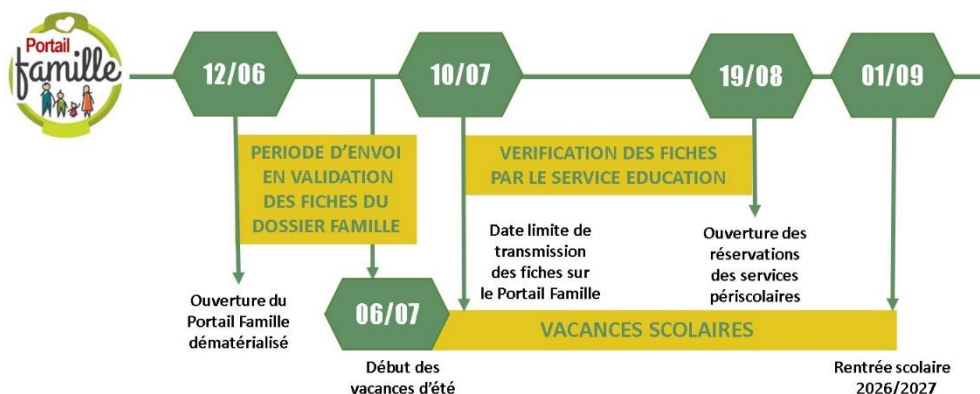 Portail
famille
12/06
10/07
19/08
01/09
PERIODE D'ENVOI
EN VALIDATION
DES FICHES DU
DOSSIER FAMILLE
VERIFICATION DES FICHES
PAR LE SERVICE EDUCATION
Ouverture du
Portail Famille
dématérialisé
06/07
Début des
vacances d'été
Date limite de
transmission
des fiches sur
le Portail Famille
Ouverture des
réservations
des services
périscolaires
VACANCES SCOLAIRES
Rentrée scolaire
2026/2027